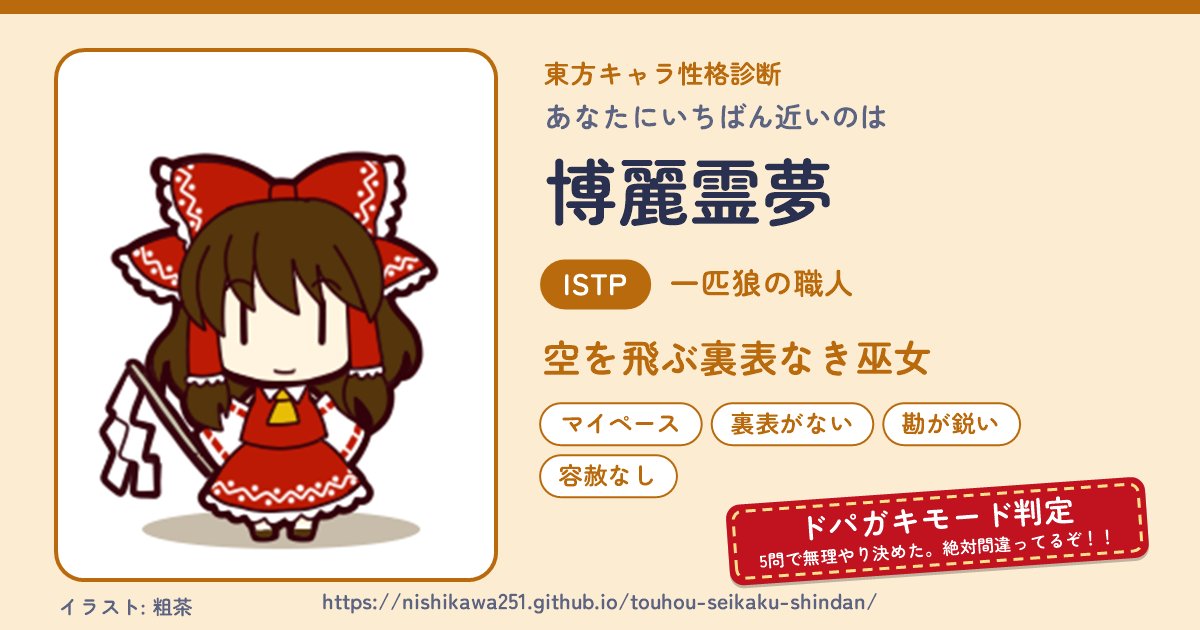 東方キャラ性格診断
あなたにいちばん近いのは
博麗霊夢
ISTP 一匹狼の職人
空を飛ぶ裏表なき巫女
マイペース 裏表がない 勘が鋭い
容赦なし
ドパガキモード判定
5問で無理やり決めた。絶対間違ってるぞ！！
イラスト: 粗茶
https://nishikawa251.github.io/touhou-seikaku-shindan/